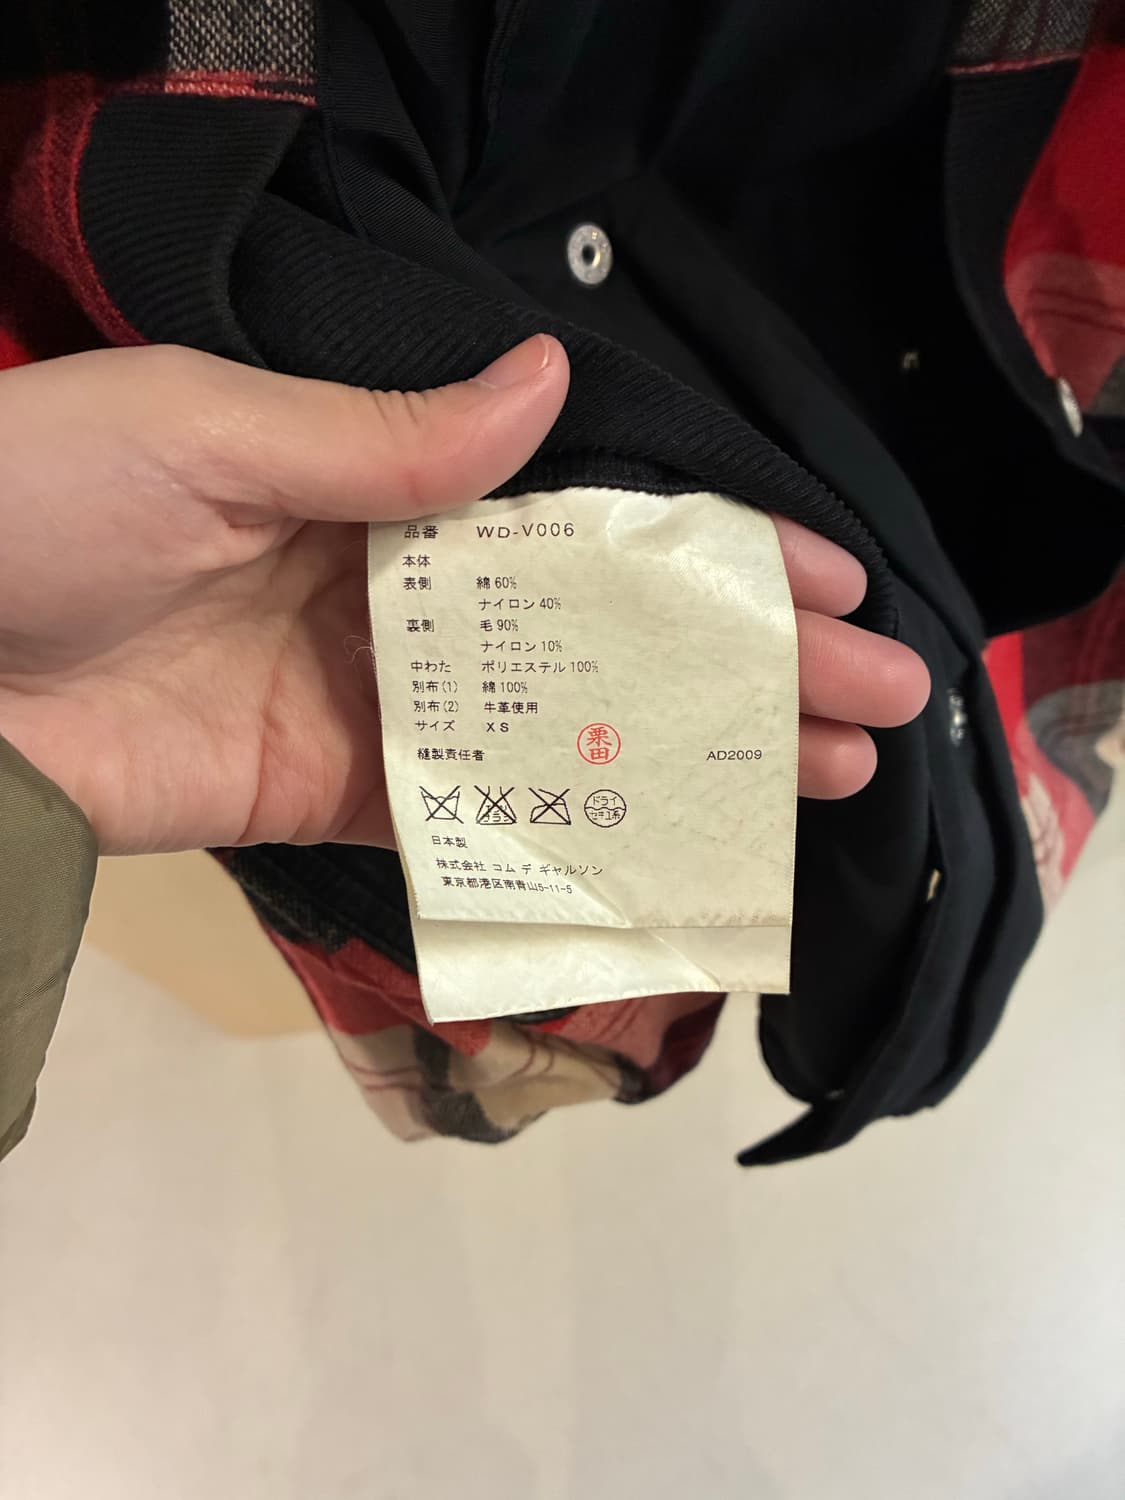 品番 WD-V006
本体
表側 綿 60%
ナイロン 40%
裏側 毛 90%
ナイロン 10%
中わた ポリエステル 100%
別布(1) 綿 100%
別布(2) 牛革使用
サイズ XS
縫製責任者 栗田 AD2009
ドライ
セキユ系
日本製
株式会社 コム デ ギャルソン
東京都港区南青山5-11-5